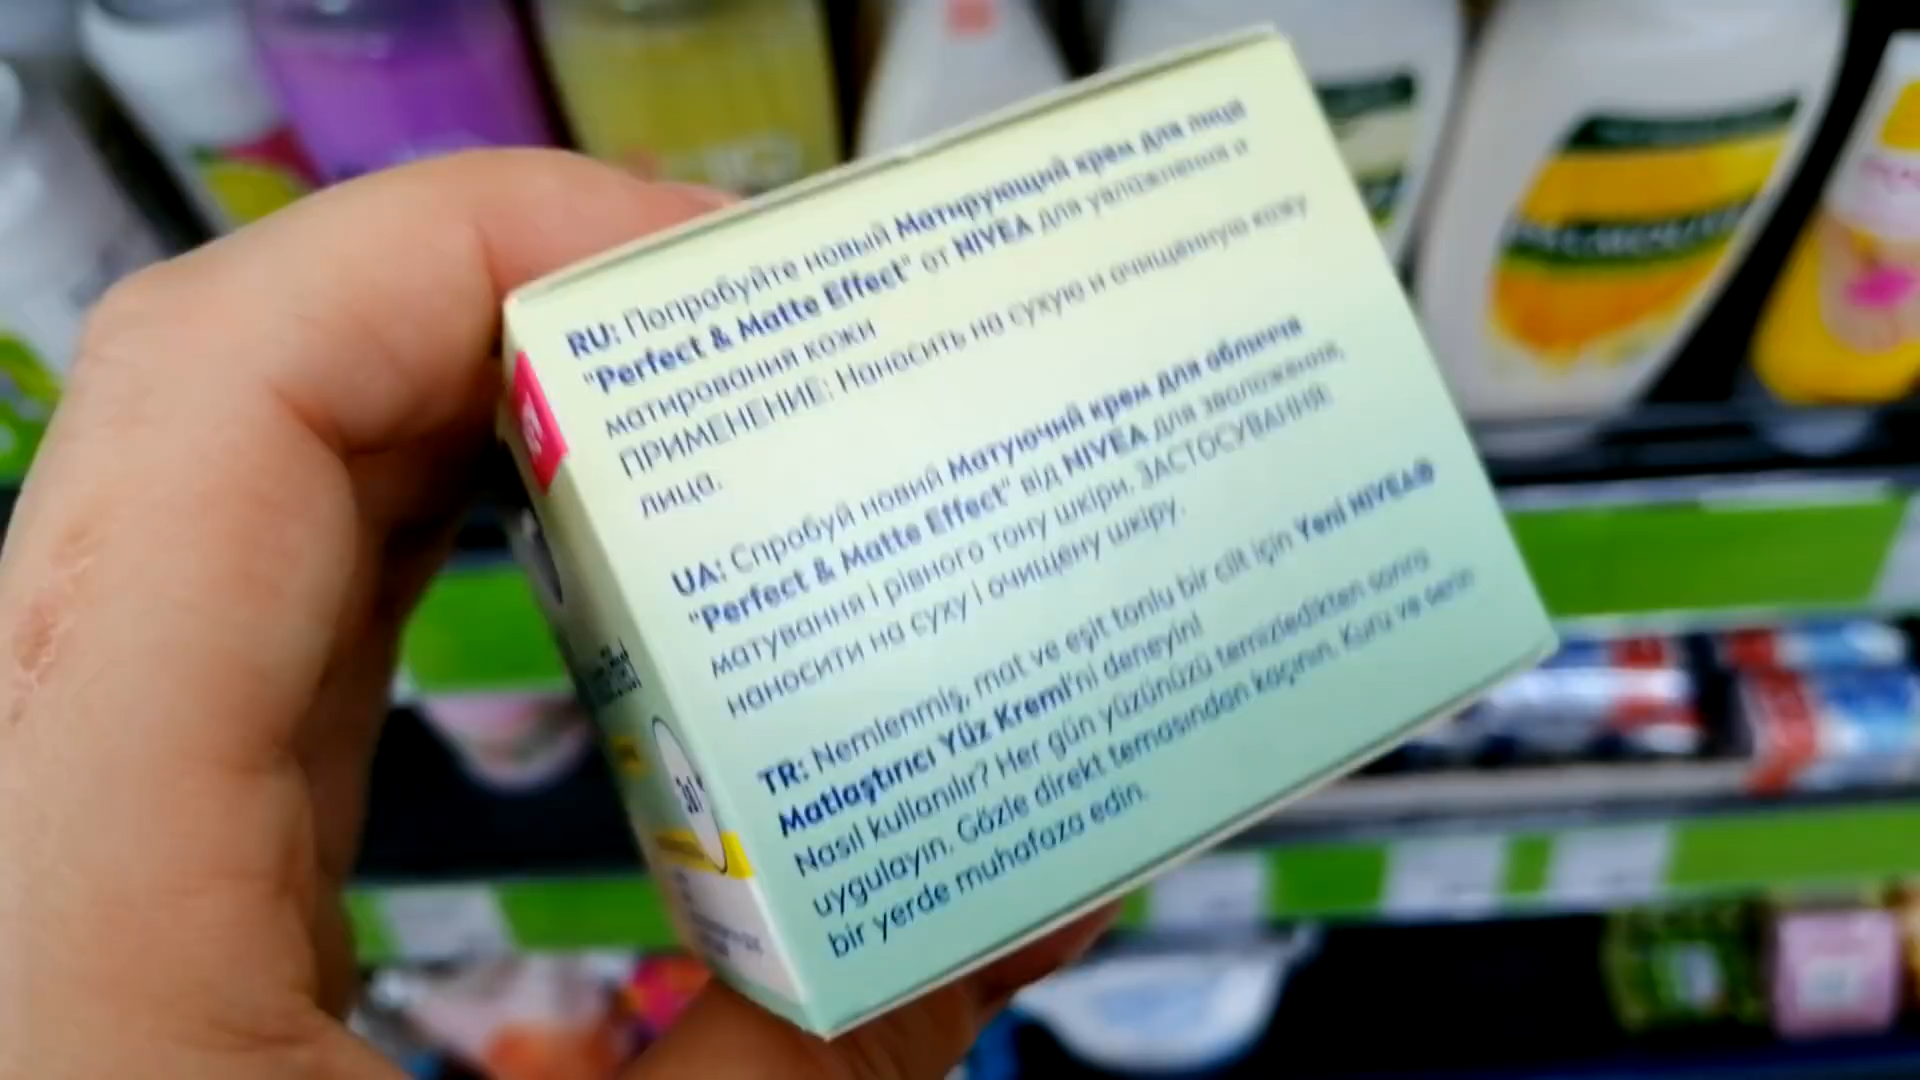 RU: Попробуйте новый Матирующий крем для лица
"Perfect & Matte Effect" от NIVEA для увлажнения и
матирования кожи
ПРИМЕНЕНИЕ: Наносить на сухую и очищенную кожу
лица.
UA: Спробуй новий Матуючий крем для обличчя
"Perfect & Matte Effect" від NIVEA для зволоження,
матування і рівного тону шкіри. ЗАСТОСУВАННЯ:
наносити на суху і очищену шкіру.
TR: Nemlenmiş, mat ve eşit tonlu bir cilt için Yeni NIVEA®
Matlaştırıcı Yüz Kremi'ni deneyin!
Nasıl kullanılır? Her gün yüzünüzü temizledikten sonra
uygulayın. Gözle direkt temasından kaçının. Kuru ve serin
bir yerde muhafaza edin.
PALMOLIVE